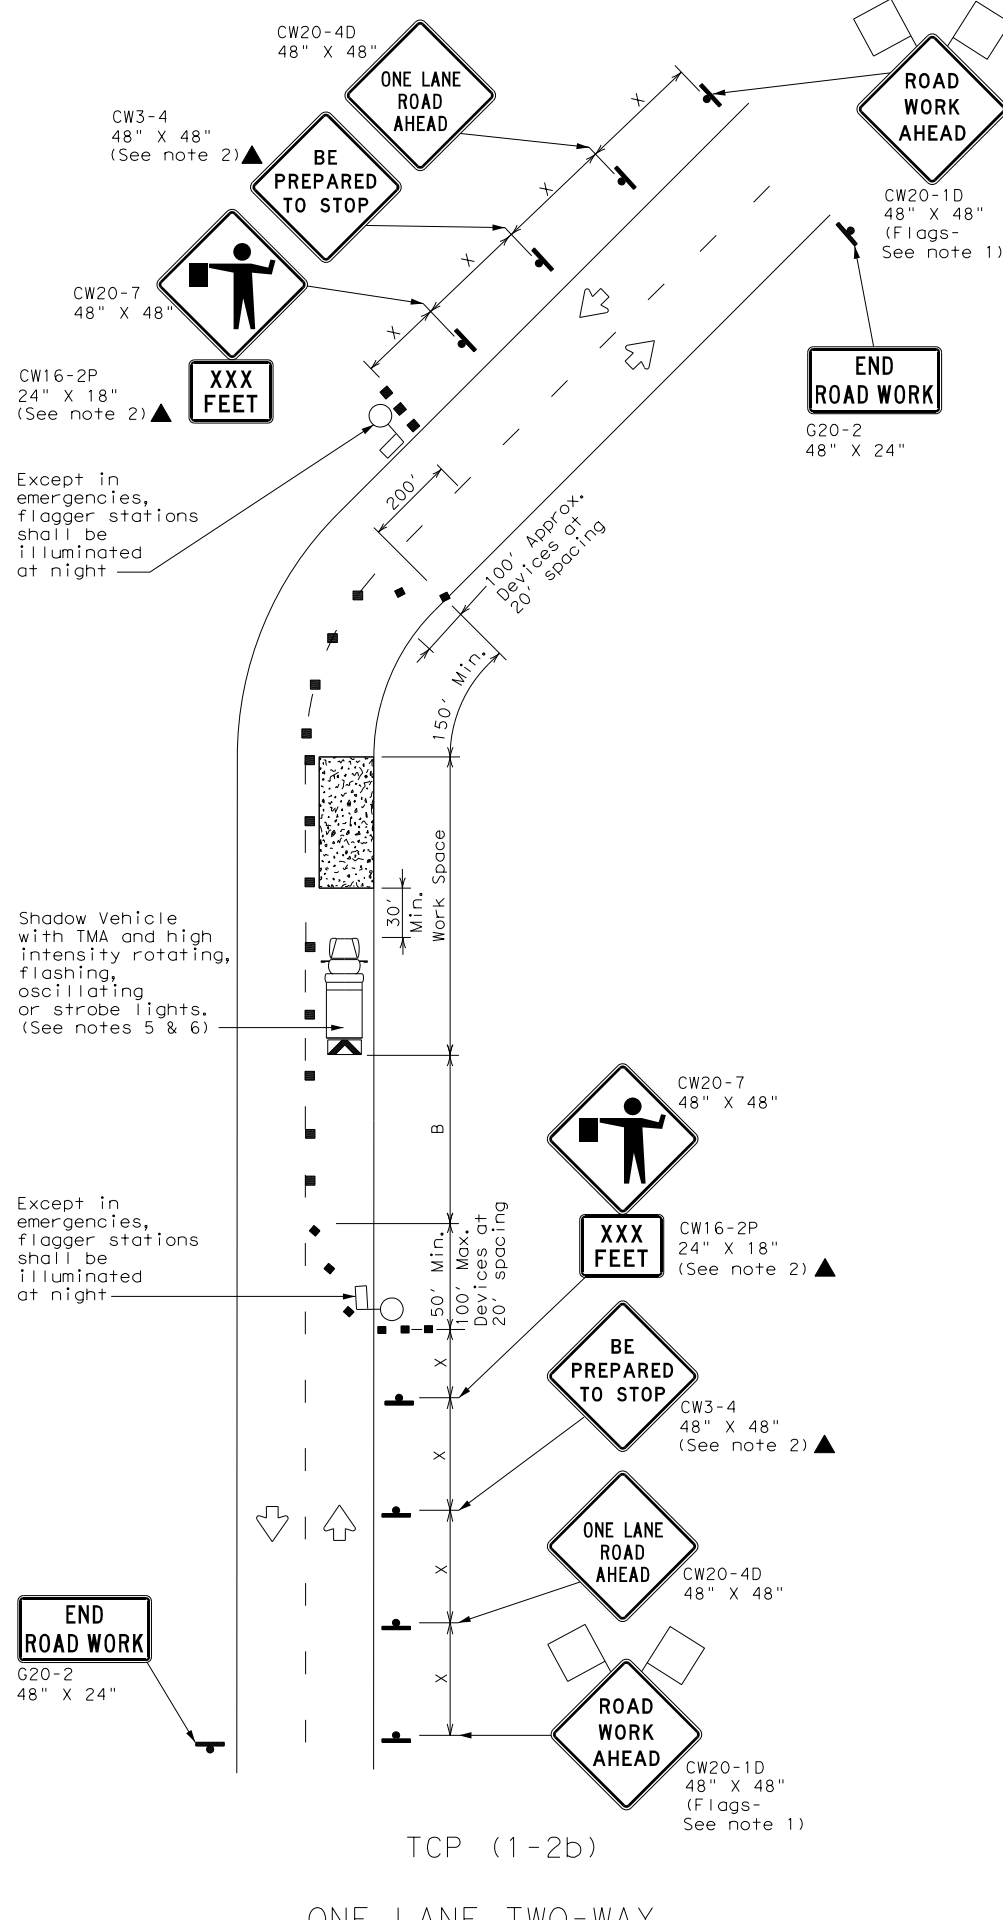 CW20-4D
48" X 48"
ONE LANE
ROAD
AHEAD
ROAD
WORK
AHEAD
CW20-1D
48" X 48"
(Flags-
See note 1)
CW3-4
48" X 48"
(See note 2)
BE
PREPARED
TO STOP
X
X
X
X
CW20-7
48" X 48"
XXX
FEET
CW16-2P
24" X 18"
(See note 2)
END
ROAD WORK
G20-2
48" X 24"
Except in
emergencies,
flagger stations
shall be
illuminated
at night
200'
100' Approx.
Devices at
20' spacing
150' Min.
Work Space
30'
Min.
Shadow Vehicle
with TMA and high
intensity rotating,
flashing,
oscillating
or strobe lights.
(See notes 5 & 6)
B
CW20-7
48" X 48"
XXX
FEET
CW16-2P
24" X 18"
(See note 2)
Except in
emergencies,
flagger stations
shall be
illuminated
at night
50' Min.
100' Max.
Devices at
20' spacing
X
X
X
X
BE
PREPARED
TO STOP
CW3-4
48" X 48"
(See note 2)
ONE LANE
ROAD
AHEAD
CW20-4D
48" X 48"
END
ROAD WORK
G20-2
48" X 24"
ROAD
WORK
AHEAD
CW20-1D
48" X 48"
(Flags-
See note 1)
TCP (1-2b)
ONE LANE TWO-WAY